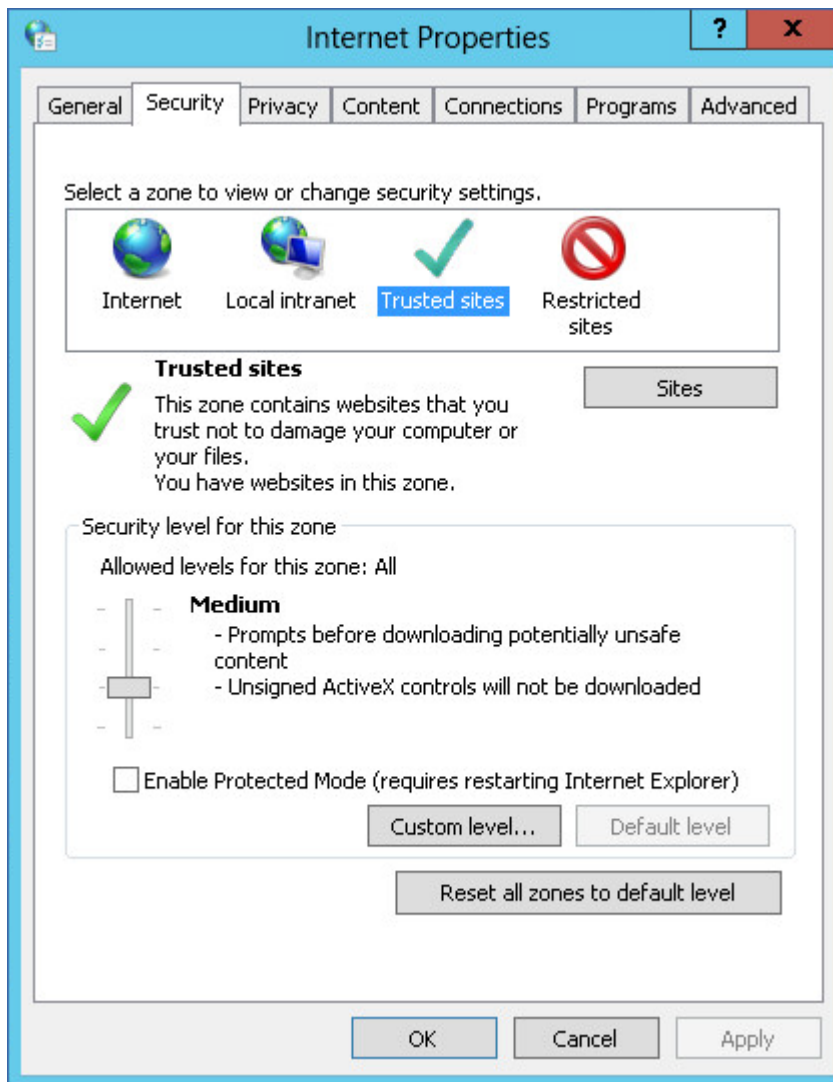 Internet Properties
?
x
General Security Privacy Content Connections Programs Advanced
Select a zone to view or change security settings.
Internet Local intranet Trusted sites Restricted
sites
Trusted sites
Sites
This zone contains websites that you
trust not to damage your computer or
your files.
You have websites in this zone.
Security level for this zone
Allowed levels for this zone: All
Medium
- Prompts before downloading potentially unsafe
content
- Unsigned ActiveX controls will not be downloaded
Enable Protected Mode (requires restarting Internet Explorer)
Custom level... Default level
Reset all zones to default level
OK Cancel Apply